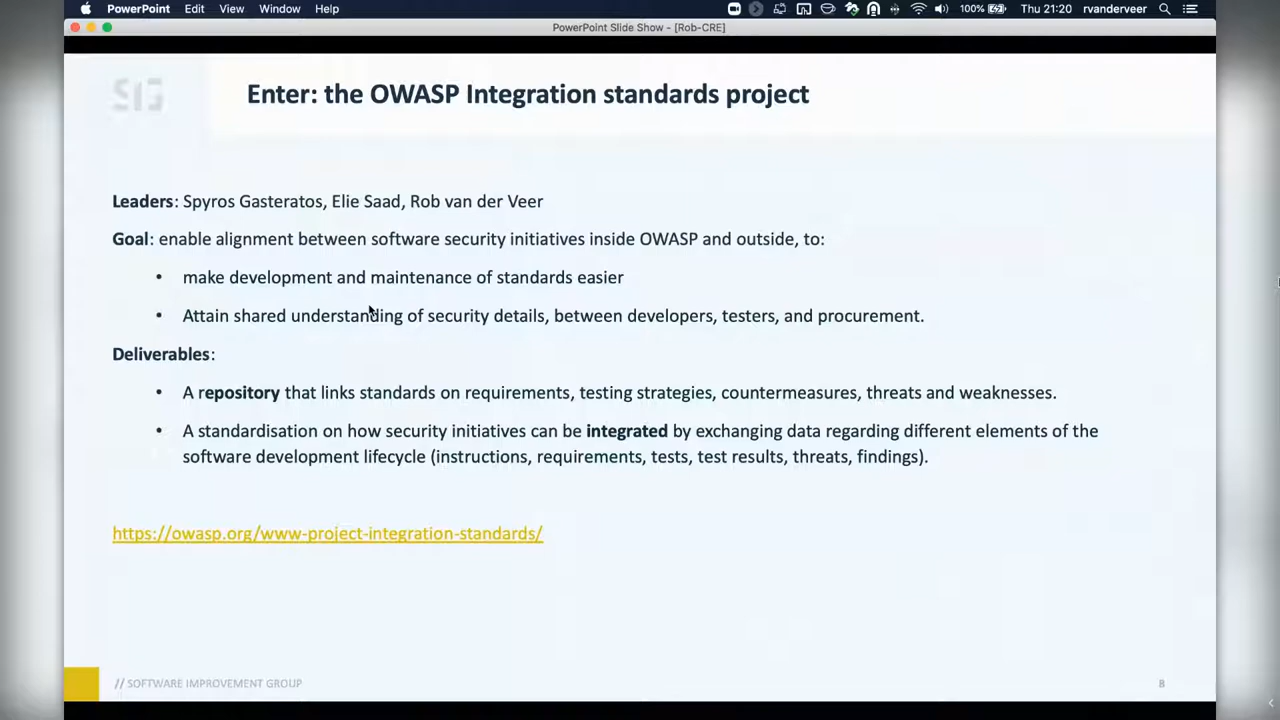 PowerPoint Edit View Window Help 100% Thu 21:20 rvanderveer
PowerPoint Slide Show - [Rob-CRE]
SIG
Enter: the OWASP Integration standards project
Leaders: Spyros Gasteratos, Elie Saad, Rob van der Veer
Goal: enable alignment between software security initiatives inside OWASP and outside, to:
• make development and maintenance of standards easier
• Attain shared understanding of security details, between developers, testers, and procurement.
Deliverables:
• A repository that links standards on requirements, testing strategies, countermeasures, threats and weaknesses.
• A standardisation on how security initiatives can be integrated by exchanging data regarding different elements of the
software development lifecycle (instructions, requirements, tests, test results, threats, findings).
https://owasp.org/www-project-integration-standards/
// SOFTWARE IMPROVEMENT GROUP 8